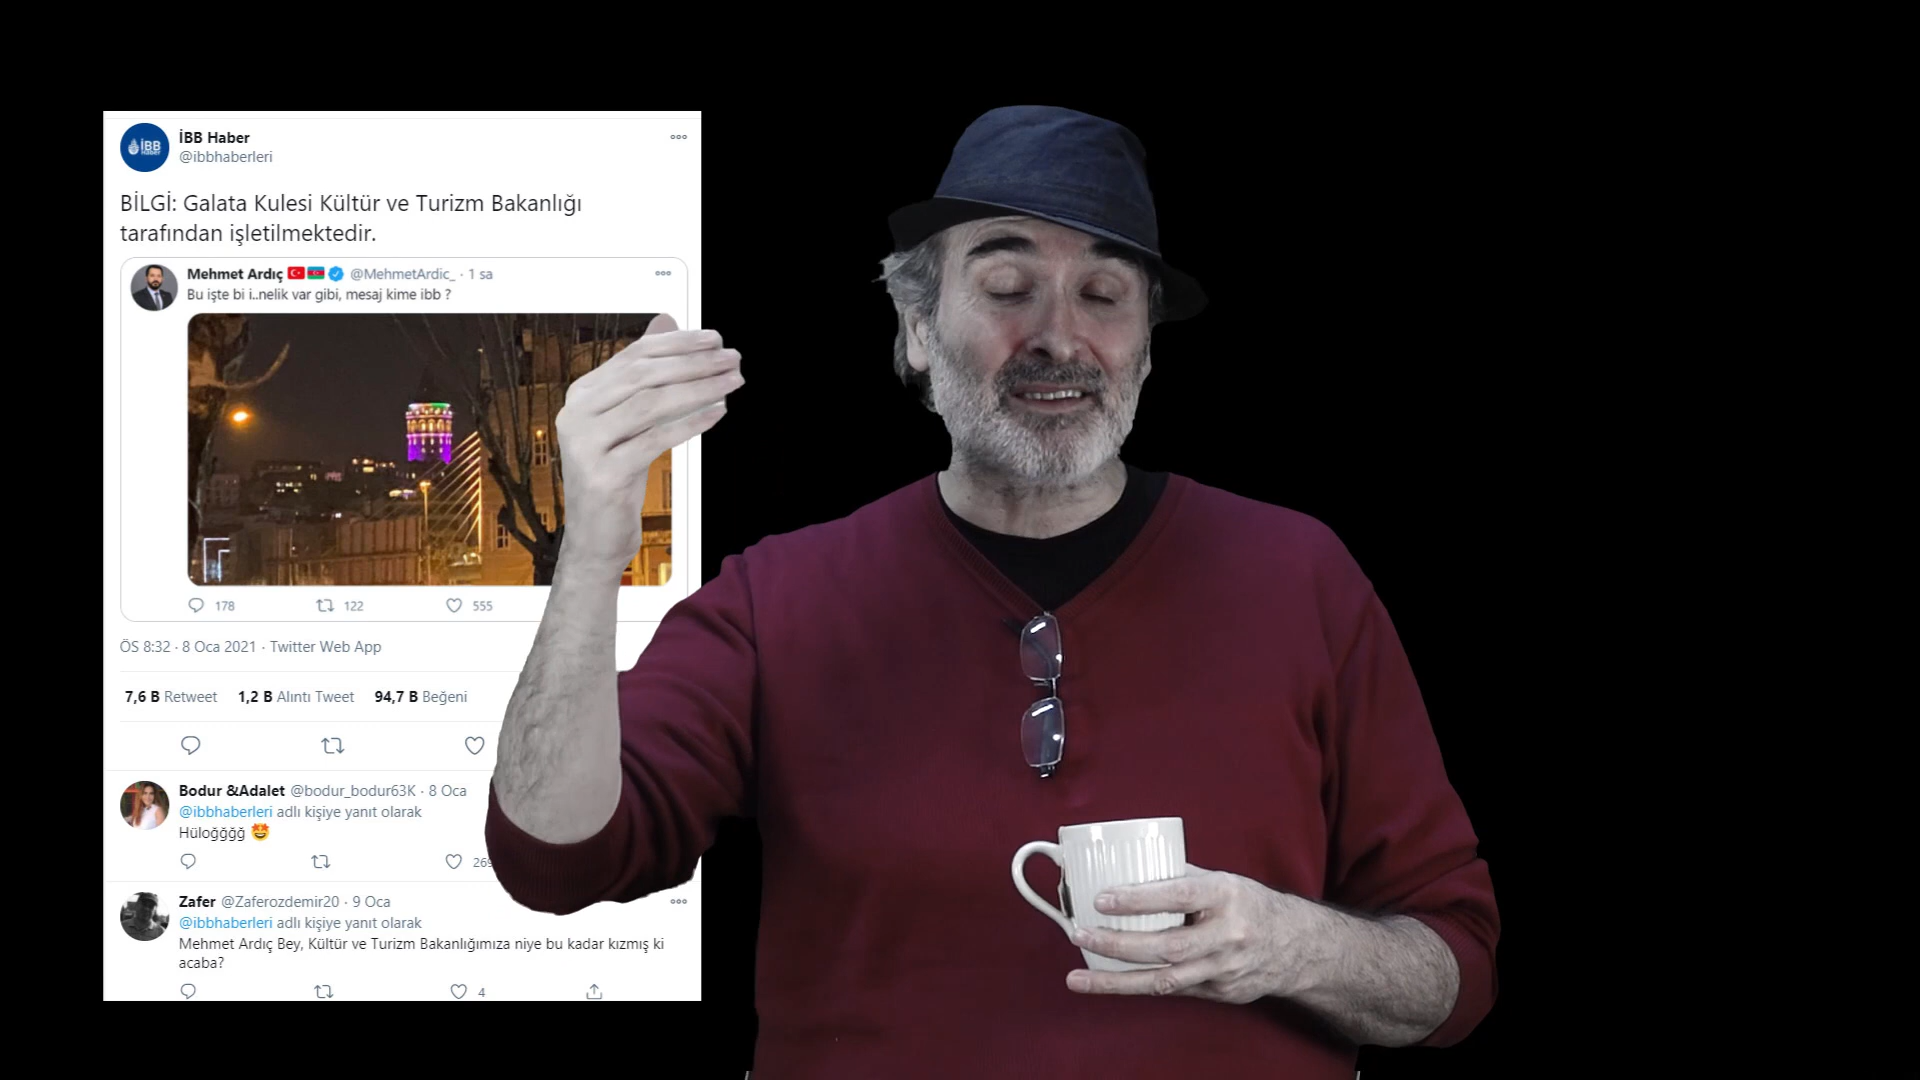 İBB Haber
@ibbhaberleri
BİLGİ: Galata Kulesi Kültür ve Turizm Bakanlığı
tarafından işletilmektedir.
Mehmet Ardıç @MehmetArdic_ · 1 sa
Bu işte bi i..nelik var gibi, mesaj kime ibb ?
178 122 555
ÖS 8:32 · 8 Oca 2021 · Twitter Web App
7,6 B Retweet 1,2 B Alıntı Tweet 94,7 B Beğeni
Bodur &Adalet @bodur_bodur63K · 8 Oca
@ibbhaberleri adlı kişiye yanıt olarak
Hüloğğğğ 🤩
Zafer @Zaferozdemir20 · 9 Oca
@ibbhaberleri adlı kişiye yanıt olarak
Mehmet Ardıç Bey, Kültür ve Turizm Bakanlığımıza niye bu kadar kızmış ki
acaba?
4